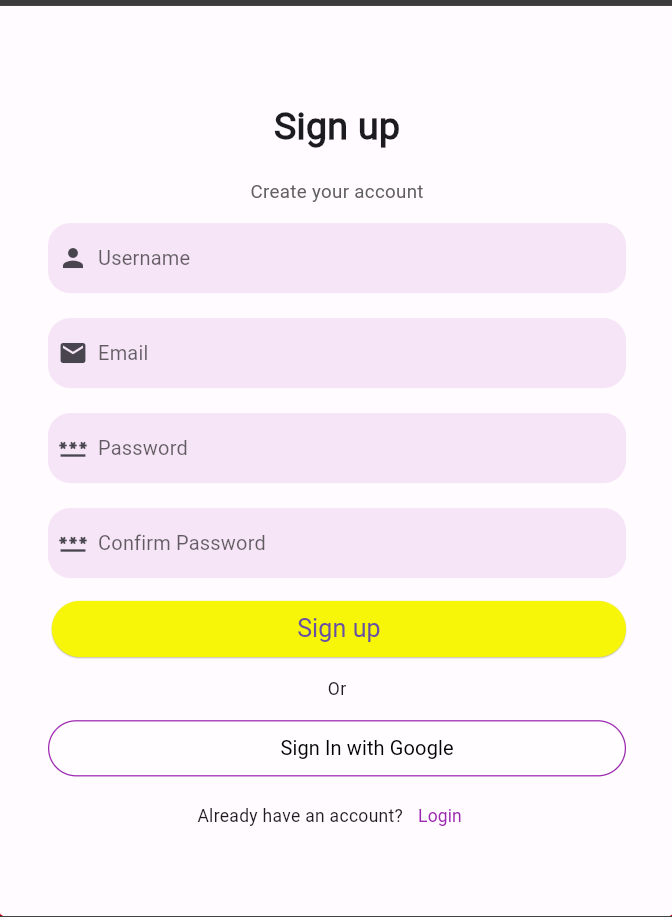 Sign up
Create your account
Username
Email
Password
Confirm Password
Sign up
Or
Sign In with Google
Already have an account? Login